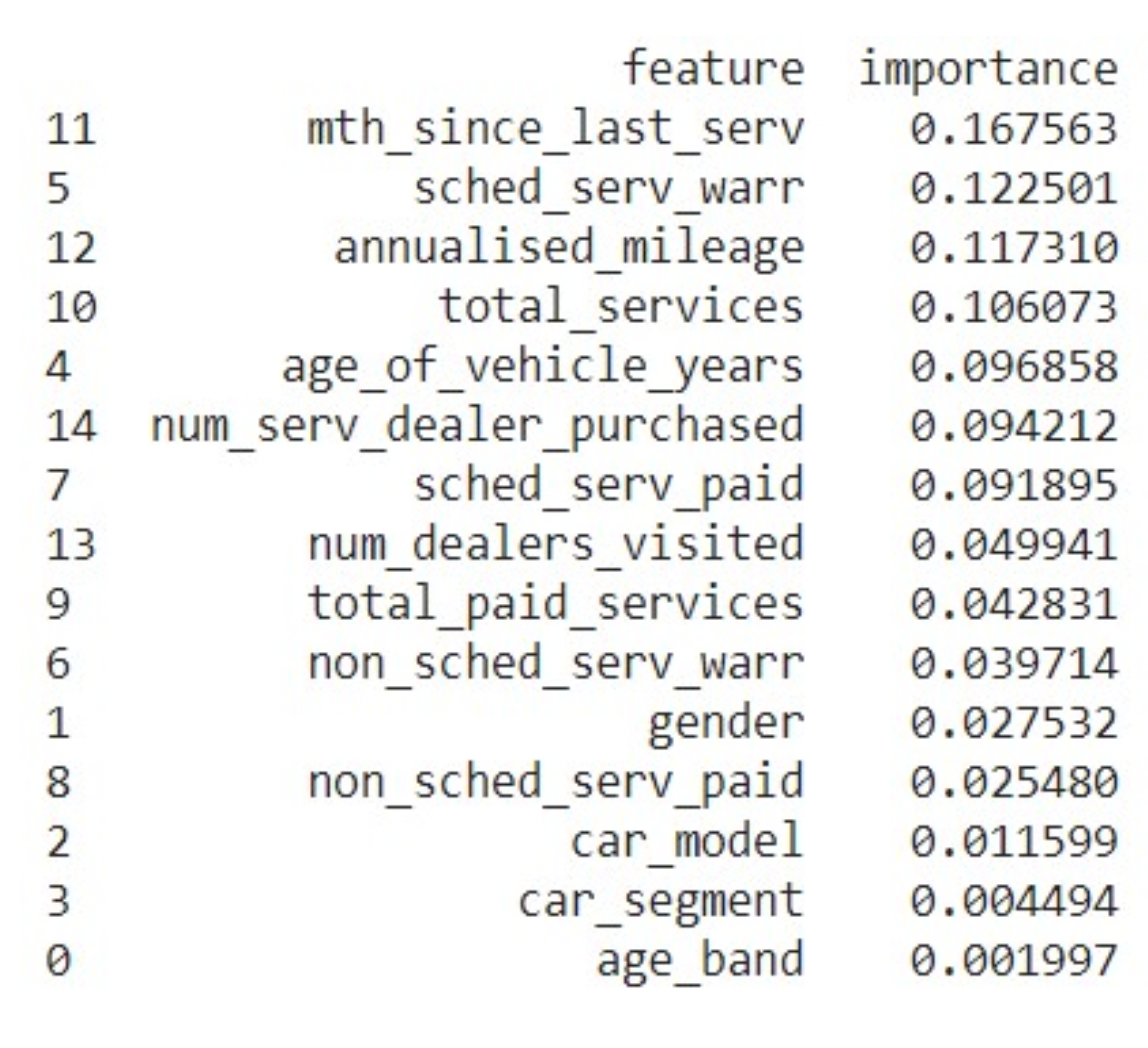 feature importance
11 mth_since_last_serv 0.167563
5 sched_serv_warr 0.122501
12 annualised_mileage 0.117310
10 total_services 0.106073
4 age_of_vehicle_years 0.096858
14 num_serv_dealer_purchased 0.094212
7 sched_serv_paid 0.091895
13 num_dealers_visited 0.049941
9 total_paid_services 0.042831
6 non_sched_serv_warr 0.039714
1 gender 0.027532
8 non_sched_serv_paid 0.025480
2 car_model 0.011599
3 car_segment 0.004494
0 age_band 0.001997